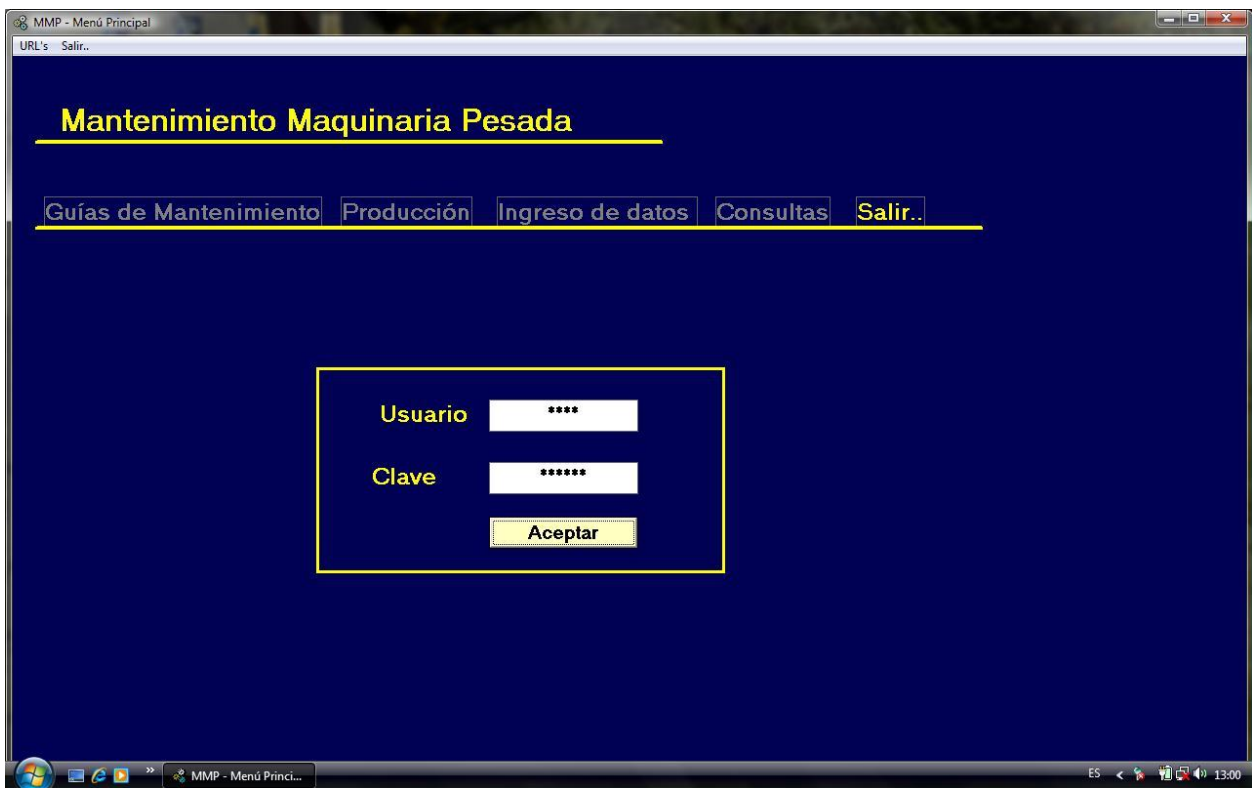 MMP - Menú Principal
URL's Salir..
Mantenimiento Maquinaria Pesada
Guías de Mantenimiento Producción Ingreso de datos Consultas Salir..
Usuario ****
Clave ******
Aceptar
» MMP - Menú Princi... ES < 13:00